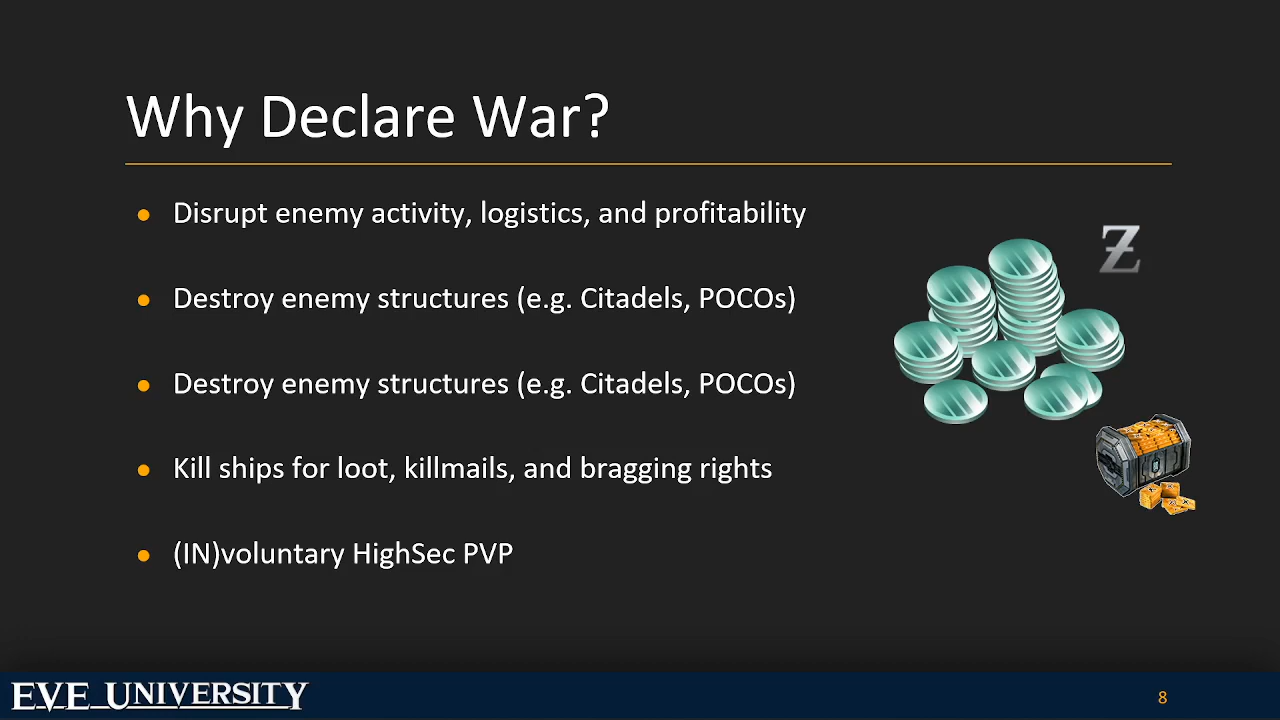 Why Declare War?
● Disrupt enemy activity, logistics, and profitability
● Destroy enemy structures (e.g. Citadels, POCOs)
● Destroy enemy structures (e.g. Citadels, POCOs)
● Kill ships for loot, killmails, and bragging rights
● (IN)voluntary HighSec PVP
EVE UNIVERSITY
8